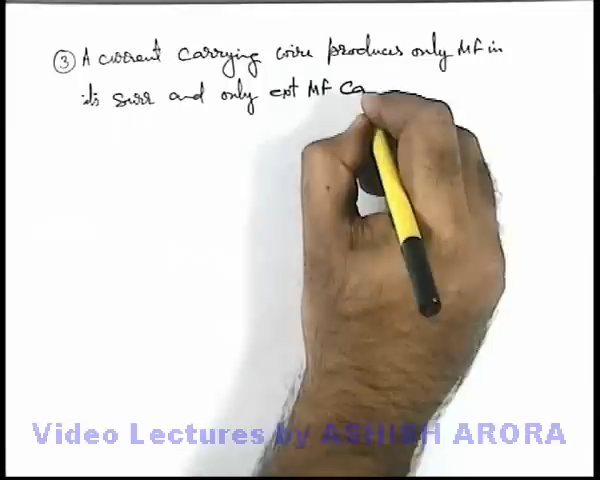 ③ A current carrying wire produces only MF in
its surr and only ext MF Ca
Video Lectures by ASHISH ARORA